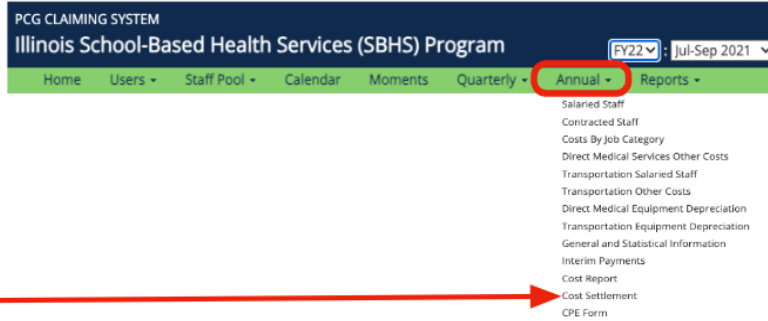 PCG CLAIMING SYSTEM
Illinois School-Based Health Services (SBHS) Program
FY22 : Jul-Sep 2021
Home Users Staff Pool Calendar Moments Quarterly Annual Reports
Salaried Staff
Contracted Staff
Costs By Job Category
Direct Medical Services Other Costs
Transportation Salaried Staff
Transportation Other Costs
Direct Medical Equipment Depreciation
Transportation Equipment Depreciation
General and Statistical Information
Interim Payments
Cost Report
Cost Settlement
CPE Form